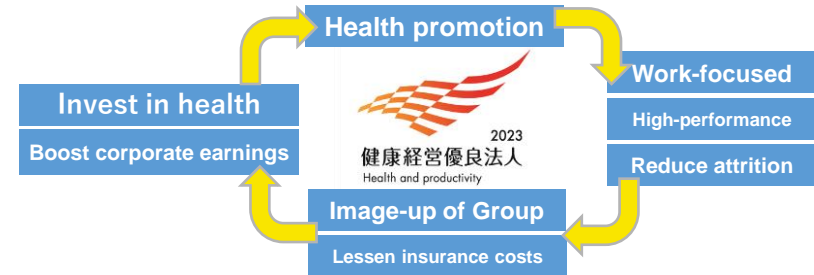 Health promotion
Work-focused
High-performance
Reduce attrition
Image-up of Group
Lessen insurance costs
Invest in health
Boost corporate earnings
2023
健康経営優良法人
Health and productivity